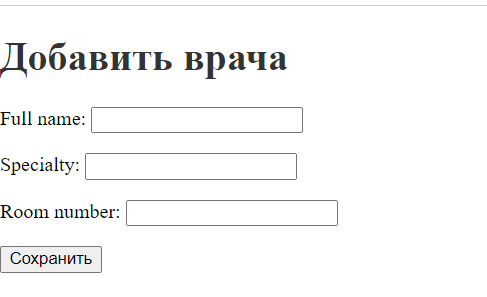 Добавить врача
Full name:
Specialty:
Room number:
Сохранить